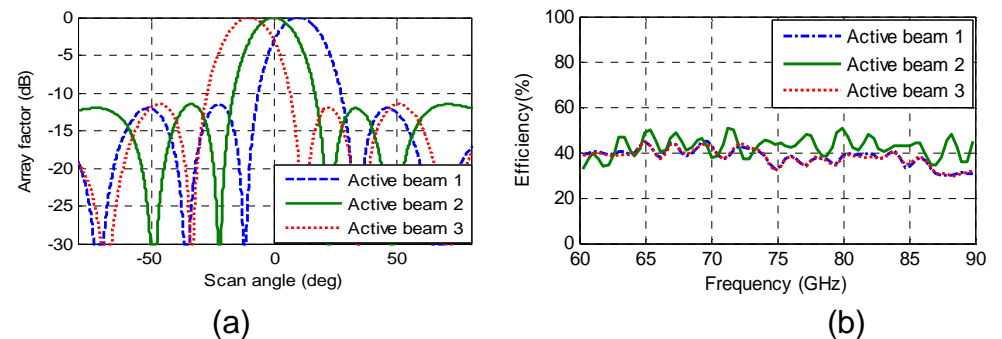 0
-5
-10
-15
-20
-25
-30
-50
0
50
Array factor (dB)
Scan angle (deg)
Active beam 1
Active beam 2
Active beam 3
(a)
100
80
60
40
20
0
60
65
70
75
80
85
90
Efficiency(%)
Frequency (GHz)
Active beam 1
Active beam 2
Active beam 3
(b)